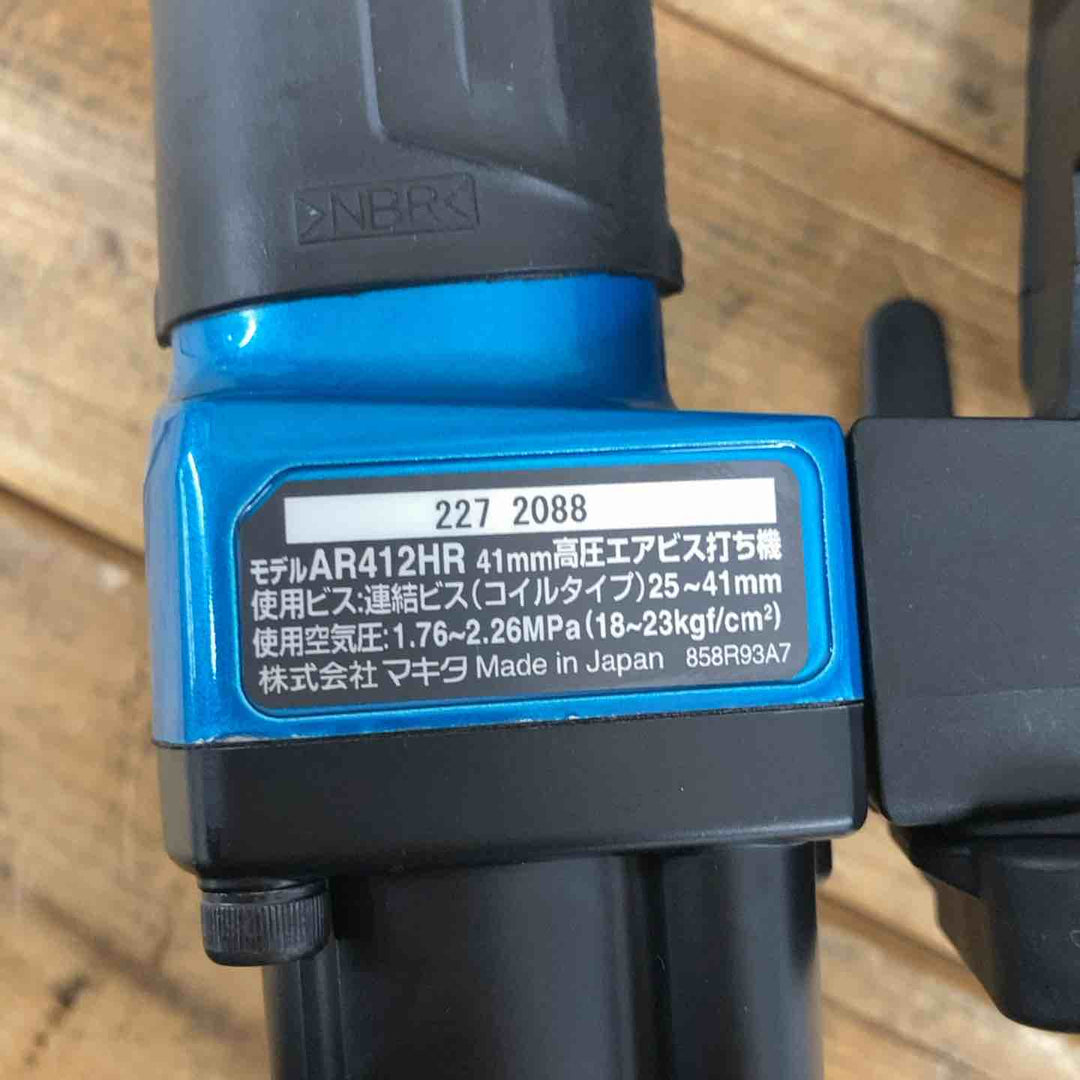 >NBR<
227 2088
モデルAR412HR 41mm高圧エアビス打ち機
使用ビス:連結ビス(コイルタイプ)25~41mm
使用空気圧:1.76~2.26MPa(18~23kgf/cm²)
株式会社マキタ Made in Japan 858R93A7